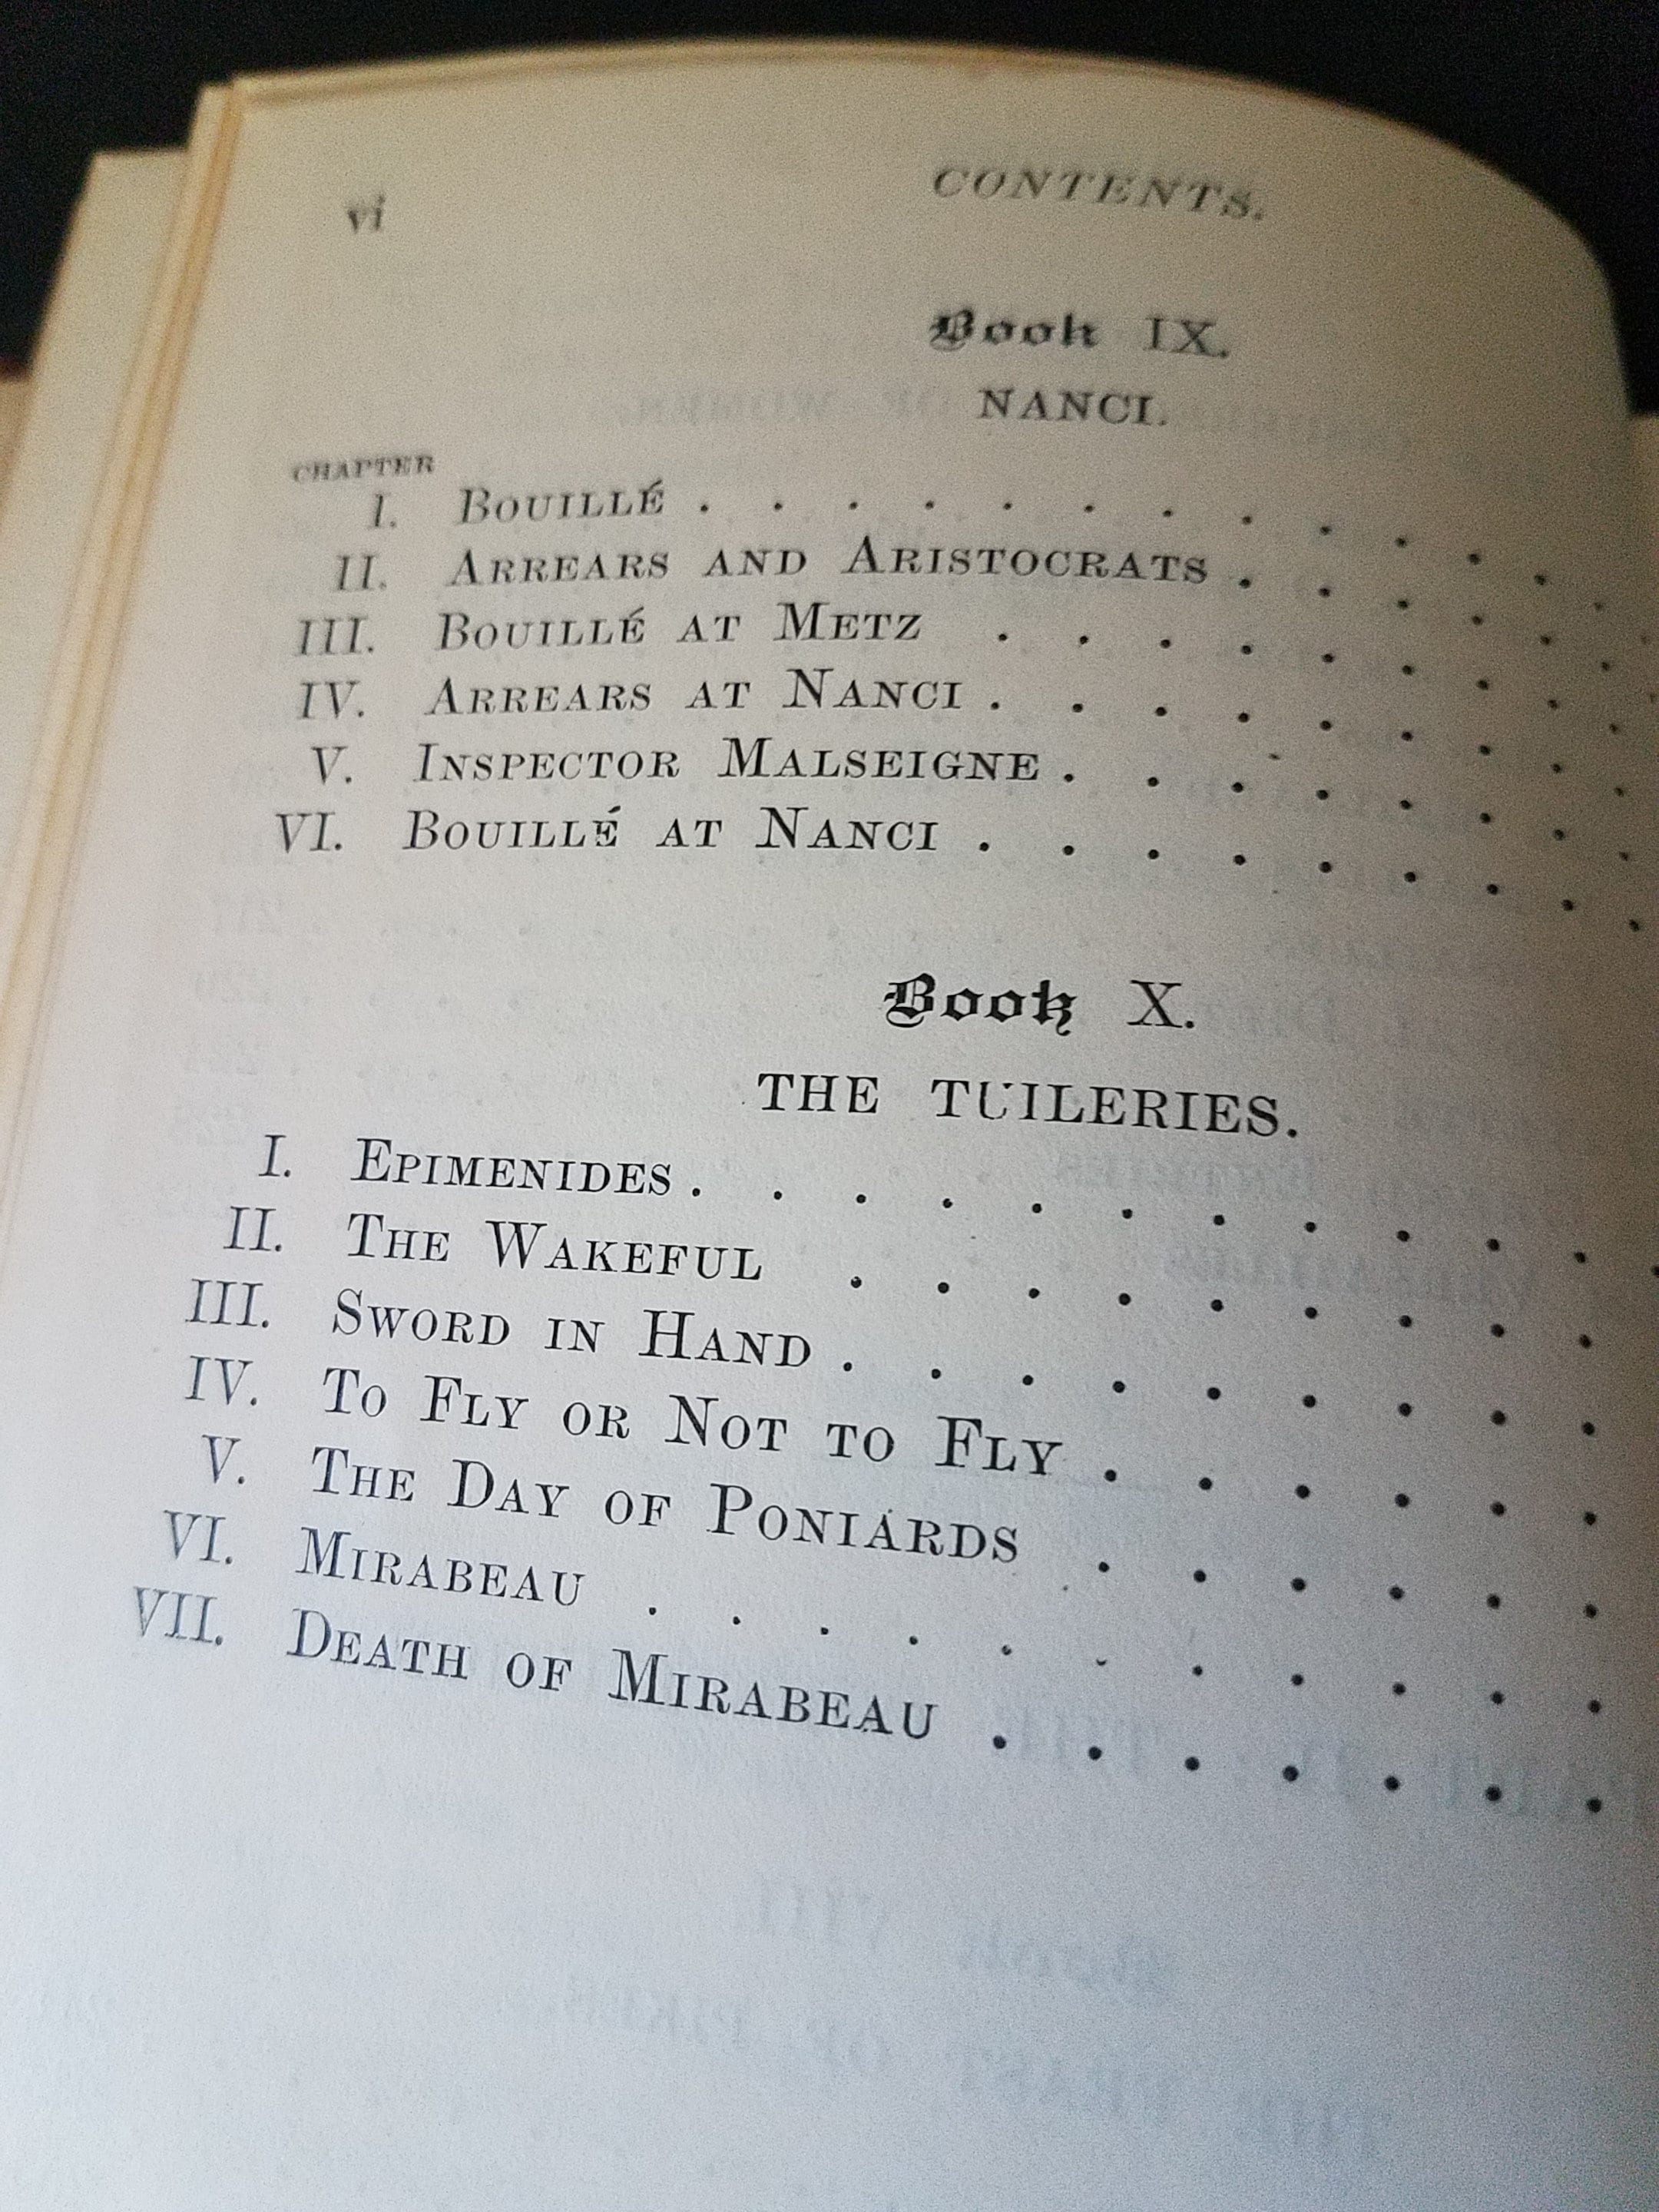 vi CONTENTS.
Book IX.
NANCI.
CHAPTER
I. BOUILLÉ . . . . . . . . . . . .
II. ARREARS AND ARISTOCRATS . . . . . .
III. BOUILLÉ AT METZ . . . . . . . . .
IV. ARREARS AT NANCI . . . . . . . . .
V. INSPECTOR MALSEIGNE . . . . . . . .
VI. BOUILLÉ AT NANCI . . . . . . . . .
Book X.
THE TUILERIES.
I. EPIMENIDES . . . . . . . . . . . .
II. THE WAKEFUL . . . . . . . . .
III. SWORD IN HAND . . . . . . . . .
IV. TO FLY OR NOT TO FLY . . . . . .
V. THE DAY OF PONIARDS . . . . . .
VI. MIRABEAU . . . . . . . . . . .
VII. DEATH OF MIRABEAU . . . . . . .